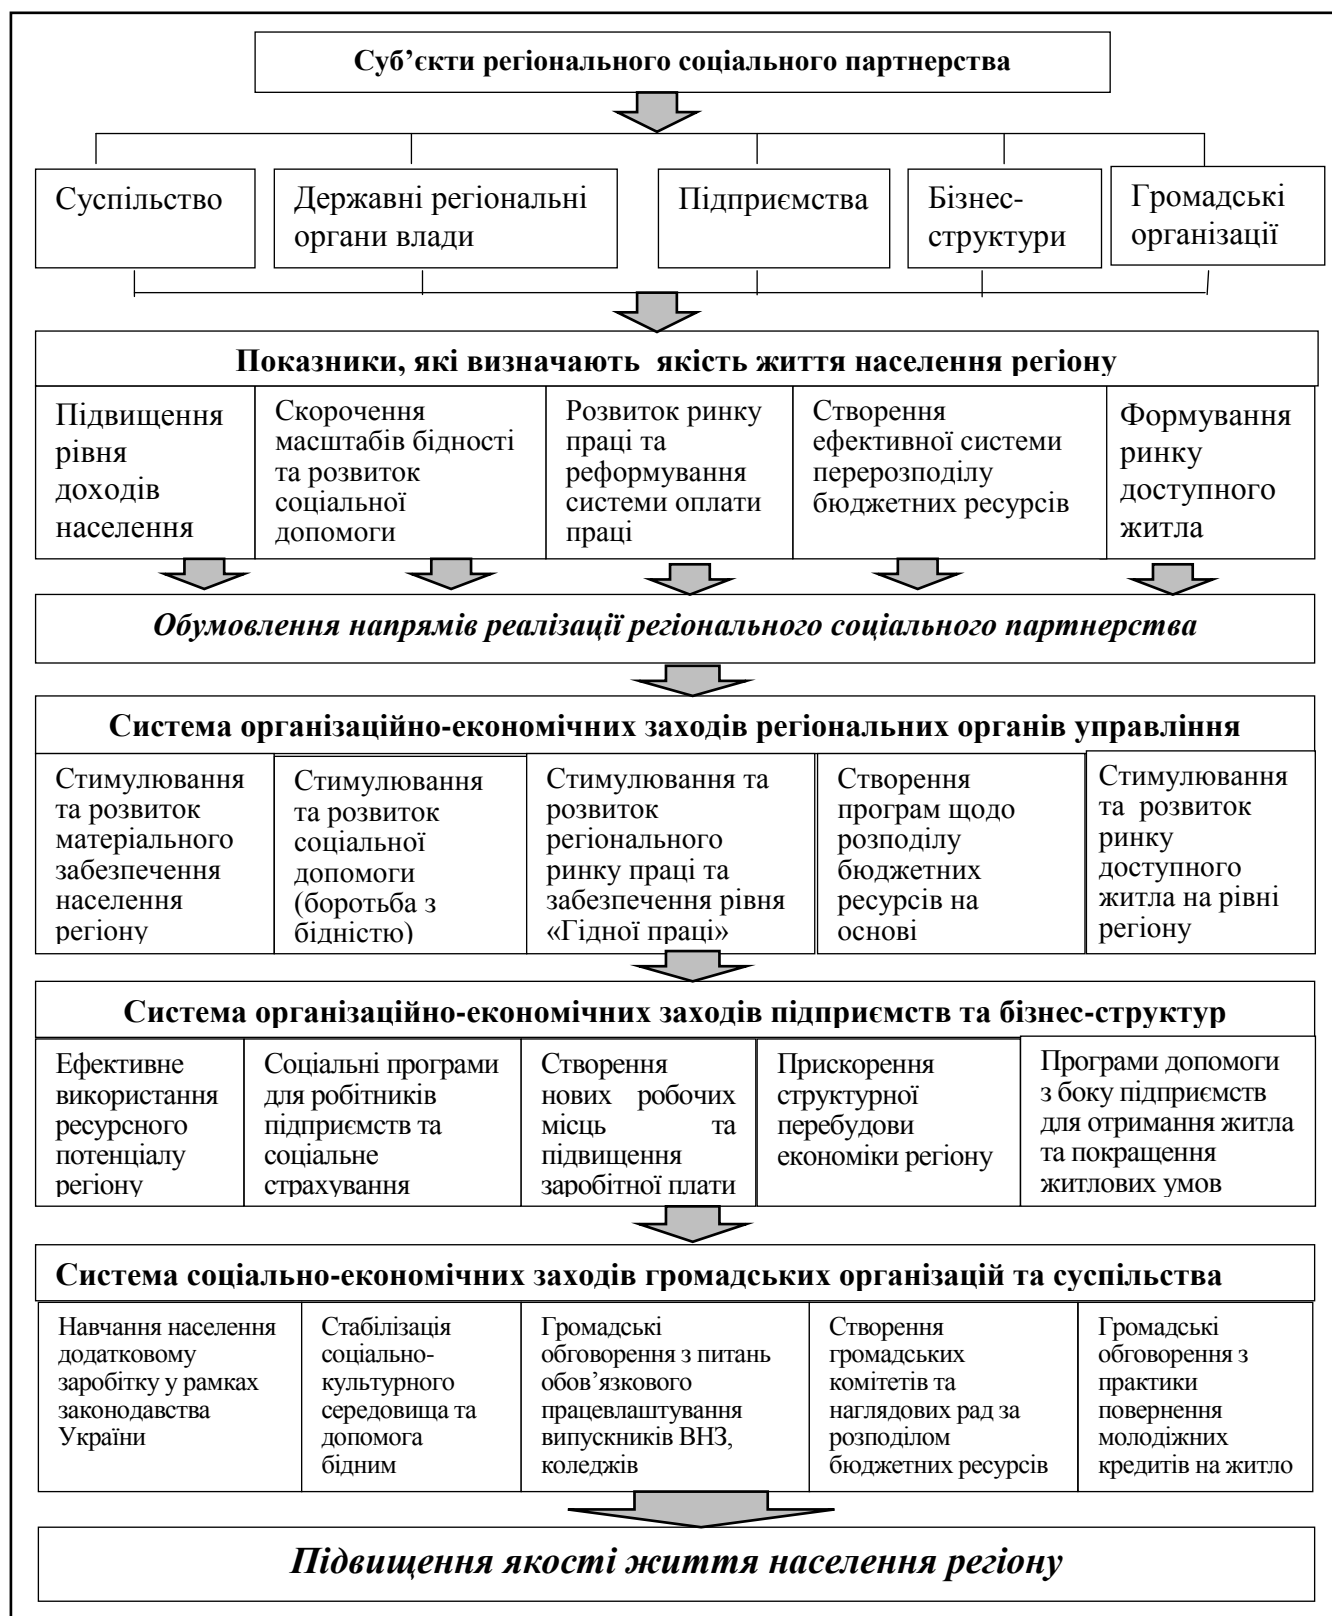 Суб’єкти регіонального соціального партнерства
Суспільство
Державні регіональні
органи влади
Підприємства
Бізнес-
структури
Громадські
організації
Показники, які визначають якість життя населення регіону
Підвищення
рівня
доходів
населення
Скорочення
масштабів бідності
та розвиток
соціальної
допомоги
Розвиток ринку
праці та
реформування
системи оплати
праці
Створення
ефективної системи
перерозподілу
бюджетних ресурсів
Формування
ринку
доступного
житла
Обумовлення напрямів реалізації регіонального соціального партнерства
Система організаційно-економічних заходів регіональних органів управління
Стимулювання
та розвиток
матеріального
забезпечення
населення
регіону
Стимулювання
та розвиток
соціальної
допомоги
(боротьба з
бідністю)
Стимулювання та
розвиток
регіонального
ринку праці та
забезпечення рівня
«Гідної праці»
Створення
програм щодо
розподілу
бюджетних
ресурсів на
основі
Стимулювання
та розвиток
ринку
доступного
житла на рівні
регіону
Система організаційно-економічних заходів підприємств та бізнес-структур
Ефективне
використання
ресурсного
потенціалу
регіону
Соціальні програми
для робітників
підприємств та
соціальне
страхування
Створення
нових робочих
місць та
підвищення
заробітної плати
Прискорення
структурної
перебудови
економіки регіону
Програми допомоги
з боку підприємств
для отримання житла
та покращення
житлових умов
Система соціально-економічних заходів громадських організацій та суспільства
Навчання населення
додатковому
заробітку у рамках
законодавства
України
Стабілізація
соціально-
культурного
середовища та
допомога
бідним
Громадські
обговорення з питань
обов’язкового
працевлаштування
випускників ВНЗ,
коледжів
Створення
громадських
комітетів та
наглядових рад за
розподілом
бюджетних ресурсів
Громадські
обговорення з
практики
повернення
молодіжних
кредитів на житло
Підвищення якості життя населення регіону